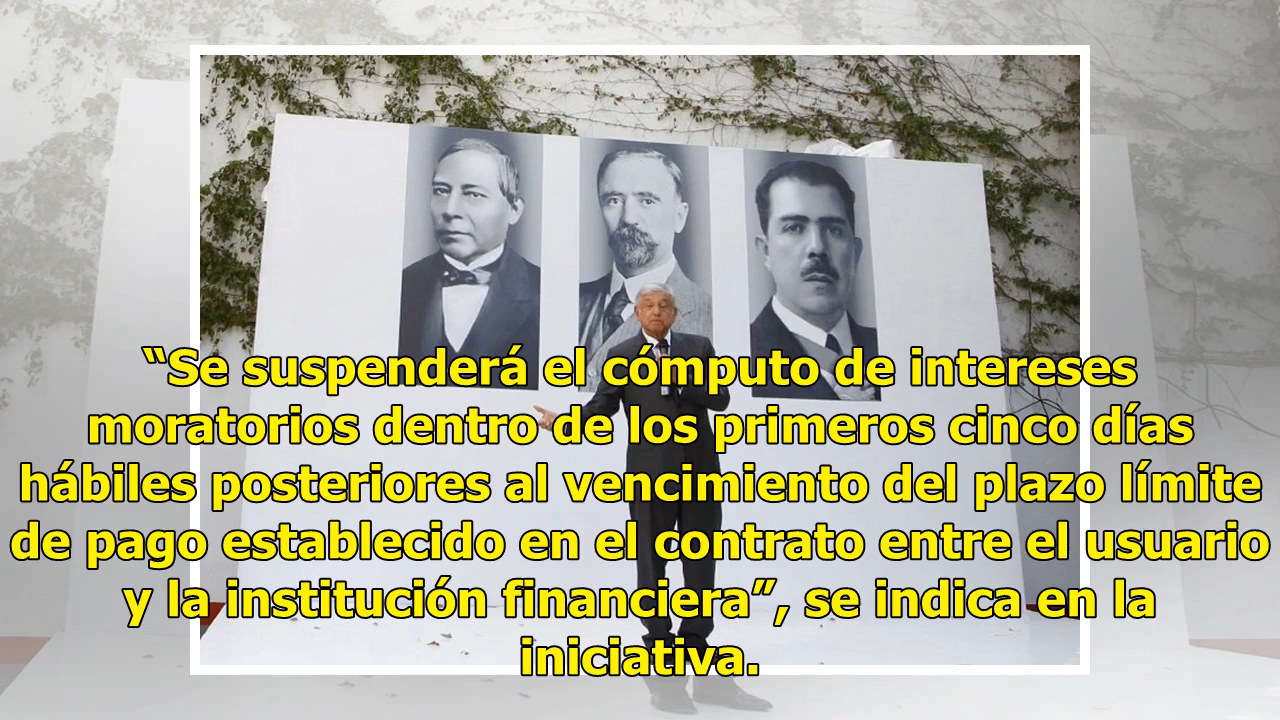 “Se suspenderá el cómputo de intereses
moratorios dentro de los primeros cinco días
hábiles posteriores al vencimiento del plazo límite
de pago establecido en el contrato entre el usuario
y la institución financiera”, se indica en la
iniciativa.